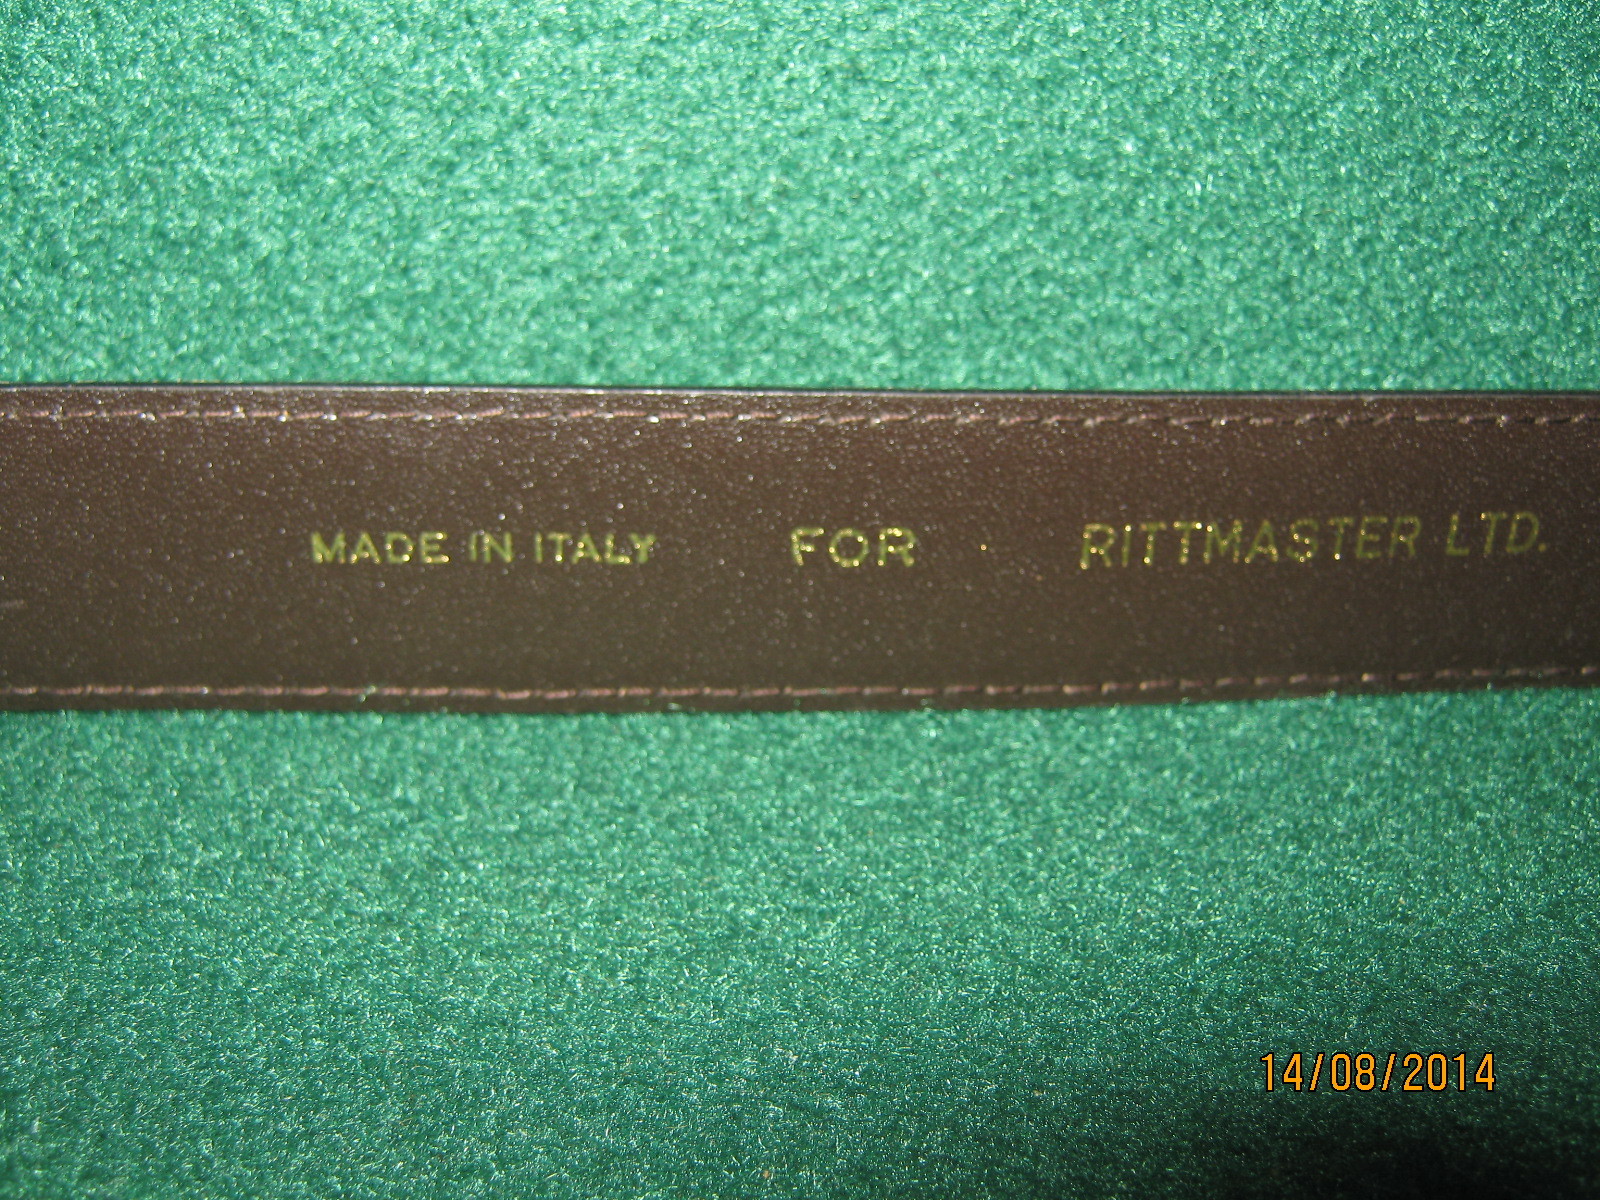 MADE IN ITALY FOR RITTMASTER LTD.
14/08/2014